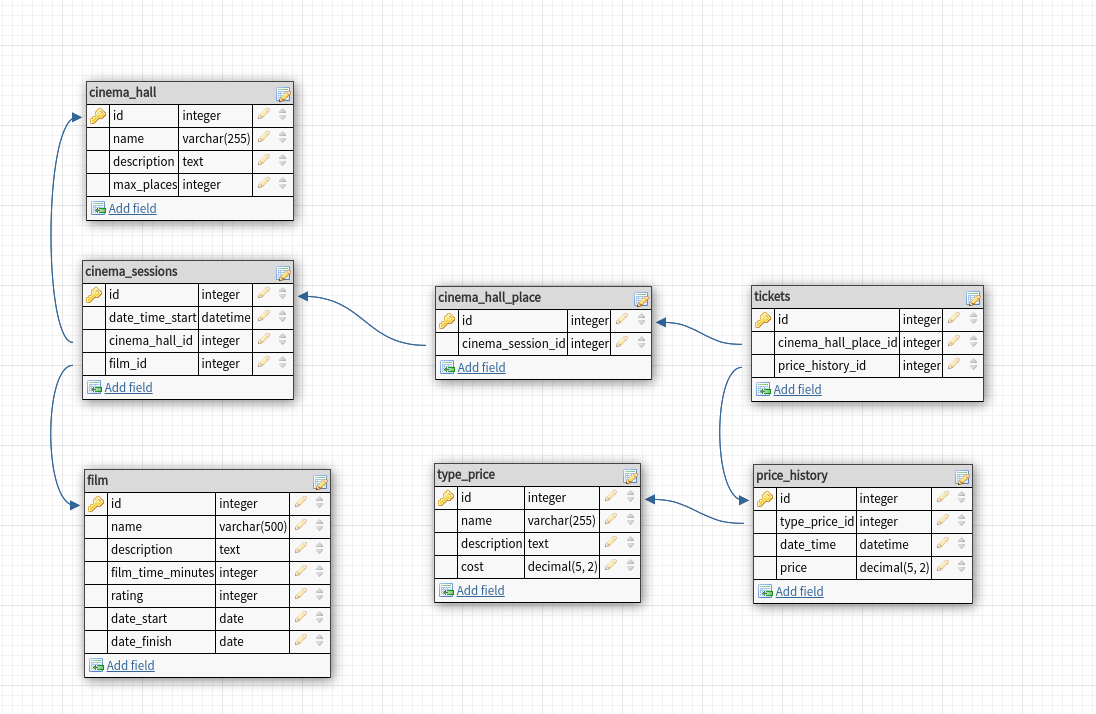 cinema_hall
id integer
name varchar(255)
description text
max_places integer
Add field
cinema_sessions
id integer
date_time_start datetime
cinema_hall_id integer
film_id integer
Add field
cinema_hall_place
id integer
cinema_session_id integer
Add field
tickets
id integer
cinema_hall_place_id integer
price_history_id integer
Add field
film
id integer
name varchar(500)
description text
film_time_minutes integer
rating integer
date_start date
date_finish date
Add field
type_price
id integer
name varchar(255)
description text
cost decimal(5, 2)
Add field
price_history
id integer
type_price_id integer
date_time datetime
price decimal(5, 2)
Add field